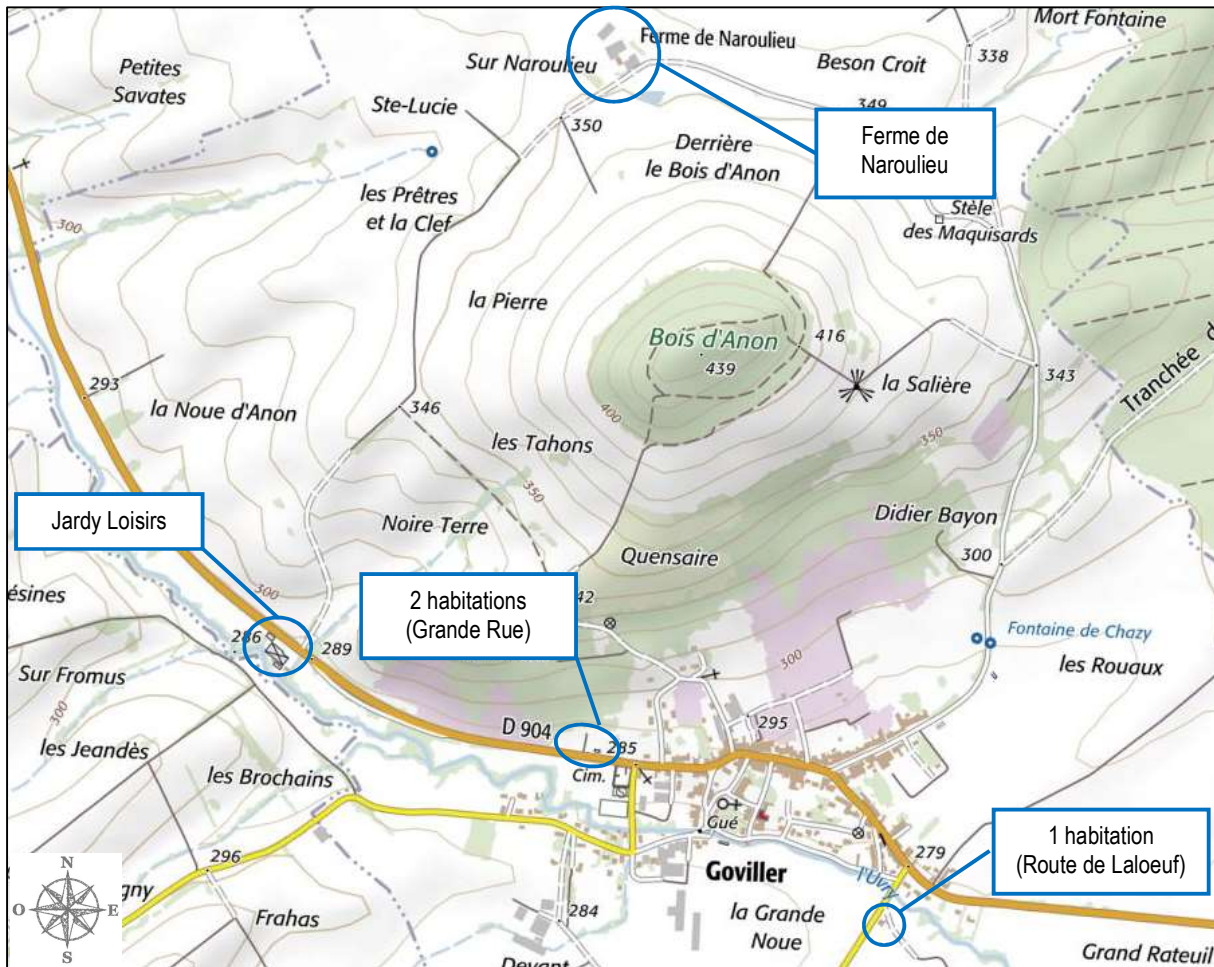 Mort Fontaine
Ferme de Naroulieu
Sur Naroulieu
Beson Croit
338
Petites
Savates
Ste-Lucie
349
350
Derrière
le Bois d'Anon
Ferme de
Naroulieu
les Prêtres
et la Clef
300
Stèle
des Maquisards
la Pierre
Bois d'Anon
416
439
la Salière
343
Tranchée d
293
la Noue d'Anon
346
400
les Tahons
350
350
Jardy Loisirs
Noire Terre
Didier Bayon
Quensaire
300
300
2 habitations
(Grande Rue)
42
ésines
286
289
Fontaine de Chazy
les Rouaux
300
Sur Fromus
300
D 904
295
285
les Jeandès
les Brochains
Cim.
Gué
1 habitation
(Route de Laloeuf)
296
279
Goviller
l'Uvry
N
O
E
S
gny
Frahas
284
la Grande
Noue
Devant
Grand Rateuil